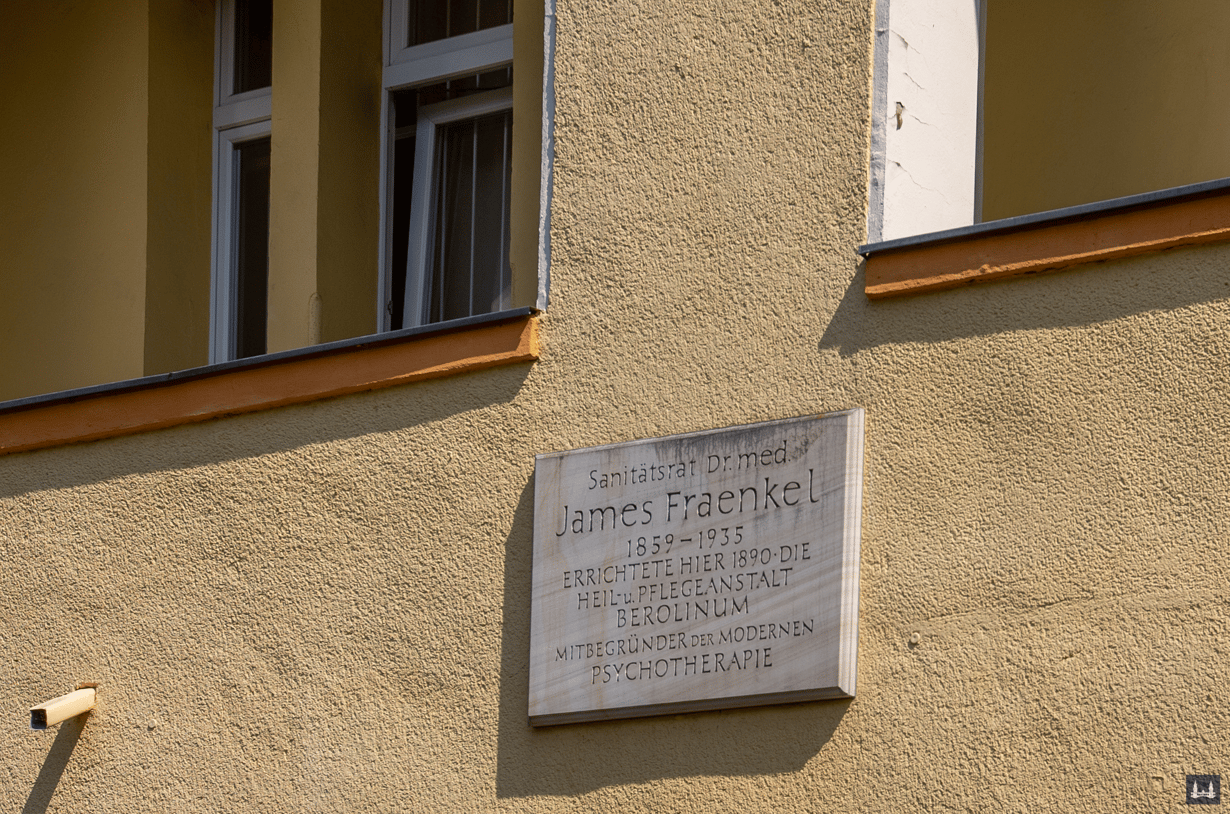 Sanitätsrat Dr. med.
James Fraenkel
1859–1935
ERRICHTETE HIER 1890·DIE
HEIL-u.PFLEGEANSTALT
BEROLINUM
MITBEGRÜNDER DER MODERNEN
PSYCHOTHERAPIE